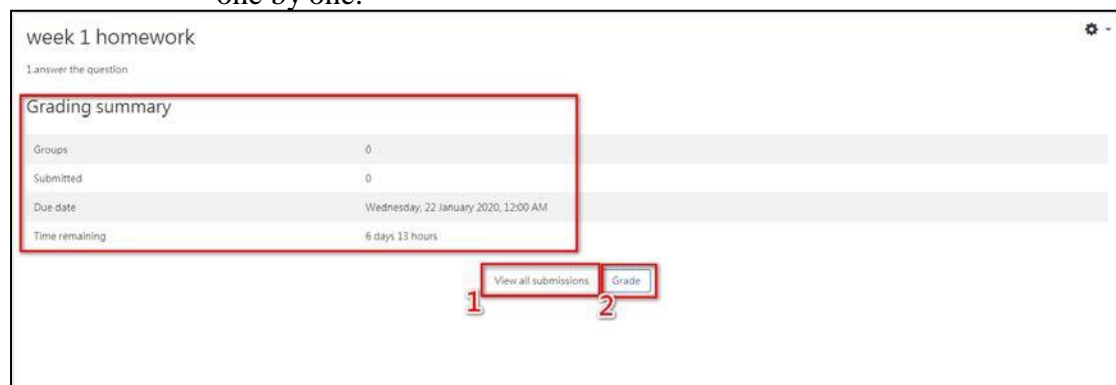 one by one.
week 1 homework
1.answer the question
Grading summary
Groups 0
Submitted 0
Due date Wednesday, 22 January 2020, 12:00 AM
Time remaining 6 days 13 hours
View all submissions Grade
1 2